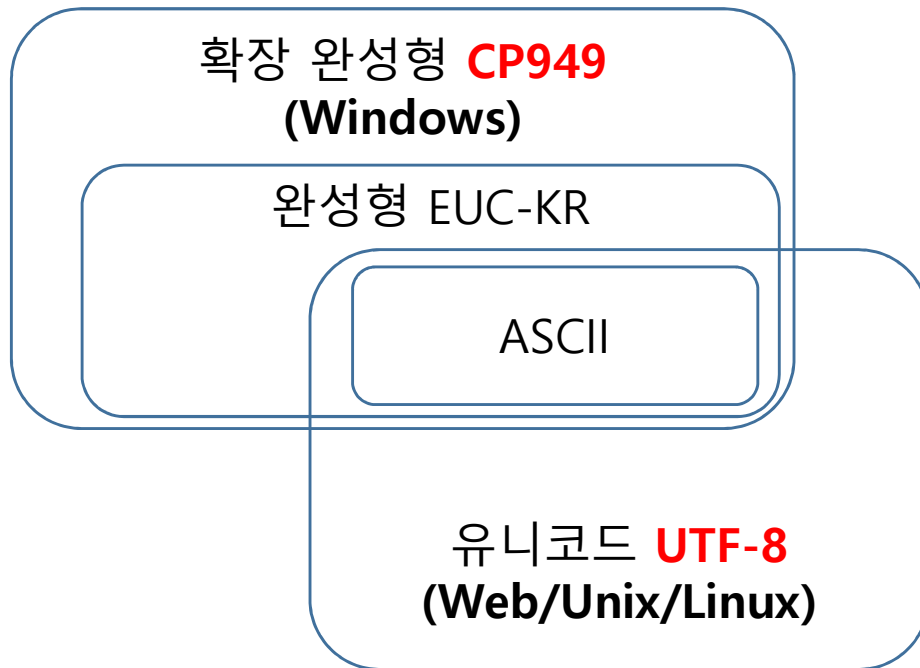 확장 완성형 CP949
(Windows)
완성형 EUC-KR
ASCII
유니코드 UTF-8
(Web/Unix/Linux)